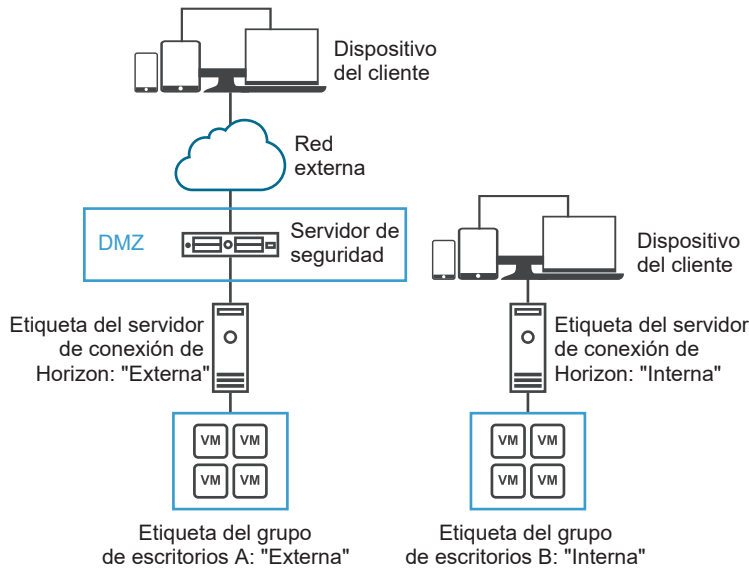 Dispositivo
del cliente
Red
externa
DMZ
Servidor de
seguridad
Dispositivo
del cliente
Etiqueta del servidor
de conexión de
Horizon: "Externa"
Etiqueta del servidor
de conexión de
Horizon: "Interna"
VM VM
VM VM
VM VM
VM VM
Etiqueta del grupo
de escritorios A: "Externa"
Etiqueta del grupo
de escritorios B: "Interna"